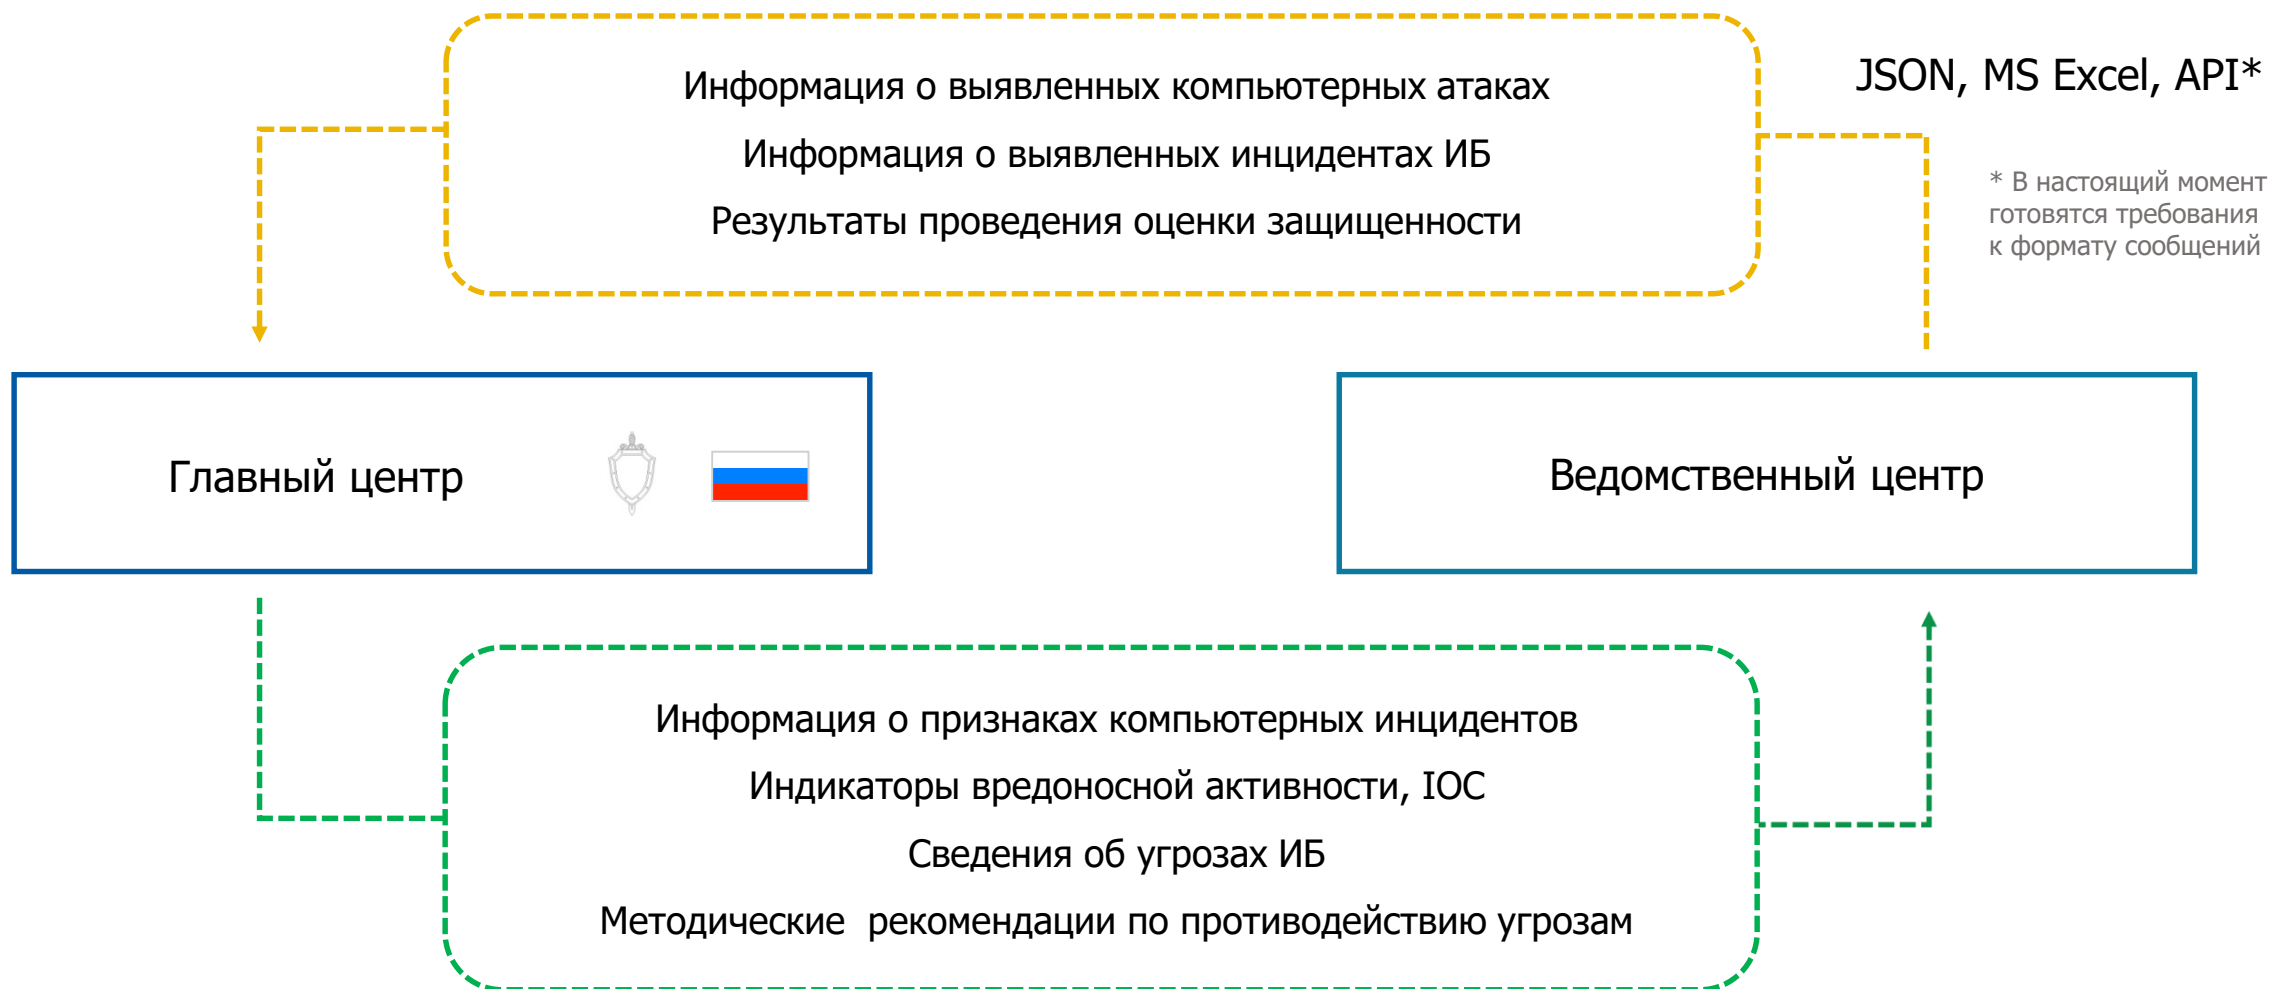 Информация о выявленных компьютерных атаках
Информация о выявленных инцидентах ИБ
Результаты проведения оценки защищенности
JSON, MS Excel, API*
* В настоящий момент
готовятся требования
к формату сообщений
Главный центр
Ведомственный центр
Информация о признаках компьютерных инцидентов
Индикаторы вредоносной активности, IOC
Сведения об угрозах ИБ
Методические  рекомендации по противодействию угрозам